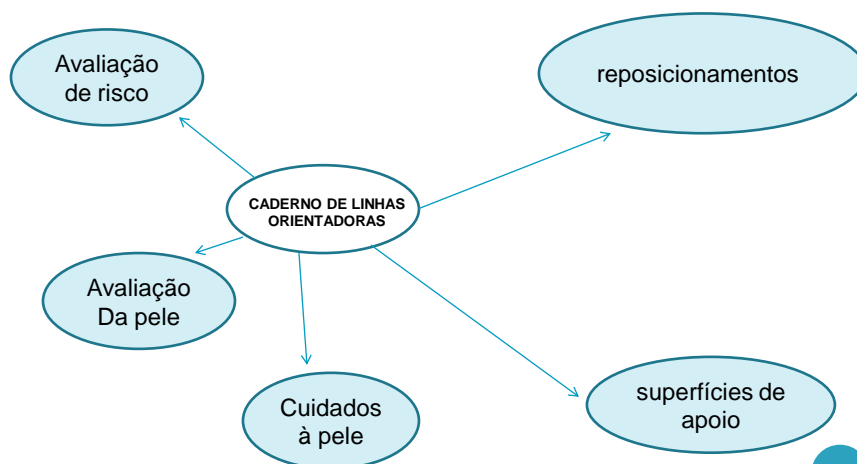 Avaliação
de risco
reposicionamentos
CADERNO DE LINHAS
ORIENTADORAS
Avaliação
Da pele
Cuidados
à pele
superfícies de
apoio